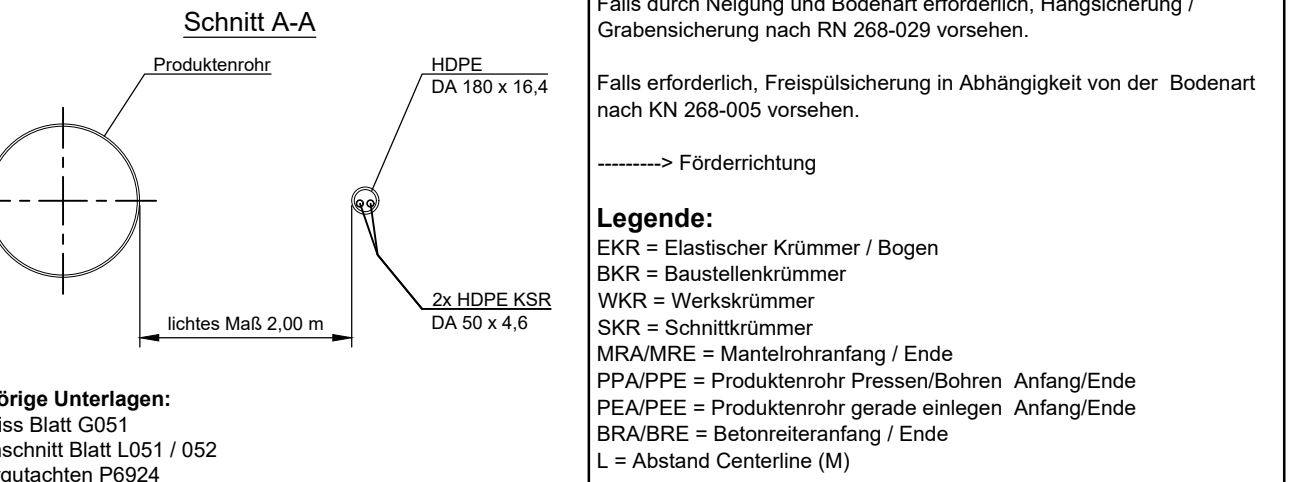 Schnitt A-A
Produktenrohr
HDPE
DA 180 x 16,4
2x HDPE KSR
DA 50 x 4,6
lichtes Maß 2,00 m
Unterlagen:
Blatt G051
Blatt L051 / 052
P6924
Falls durch Neigung und Bodenart erforderlich, Hangsicherung /
Grabensicherung nach RN 268-029 vorsehen.
Falls erforderlich, Freispülsicherung in Abhängigkeit von der Bodenart
nach KN 268-005 vorsehen.
---------> Förderrichtung
Legende:
EKR = Elastischer Krümmer / Bogen
BKR = Baustellenkrümmer
WKR = Werkskrümmer
SKR = Schnittkrümmer
MRA/MRE = Mantelrohranfang / Ende
PPA/PPE = Produktenrohr Pressen/Bohren Anfang/Ende
PEA/PEE = Produktenrohr gerade einlegen Anfang/Ende
BRA/BRE = Betonreiteranfang / Ende
L = Abstand Centerline (M)